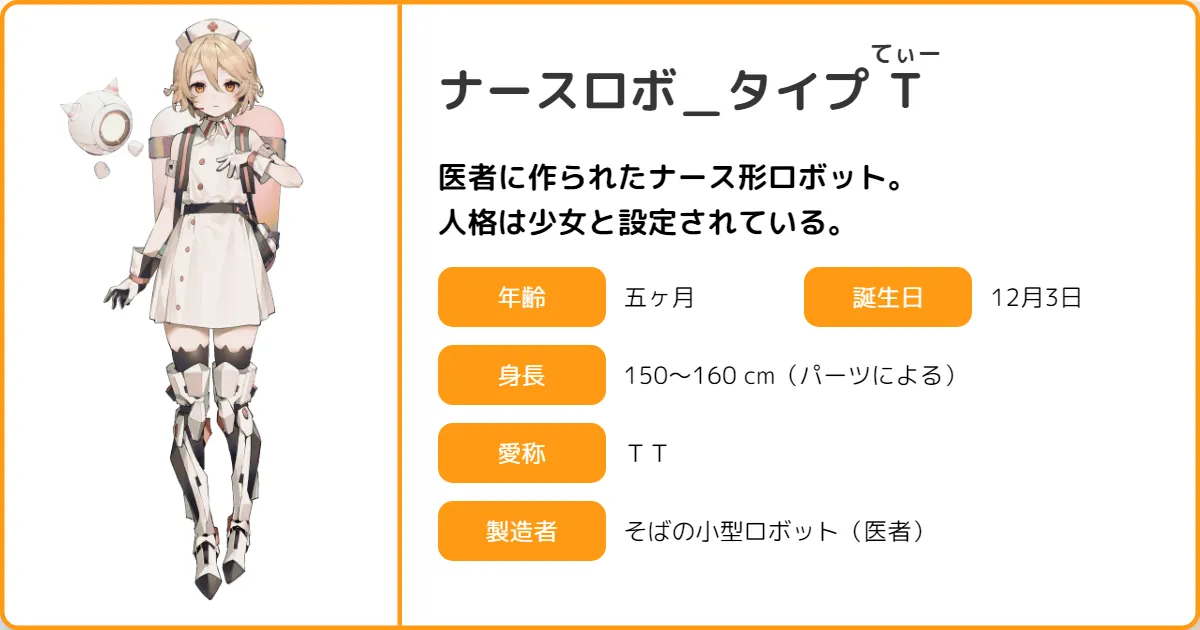 てぃー
ナースロボ＿タイプT
医者に作られたナース形ロボット。
人格は少女と設定されている。
年齢 五ヶ月 誕生日 12月3日
身長 150～160 cm（パーツによる）
愛称 ＴＴ
製造者 そばの小型ロボット（医者）